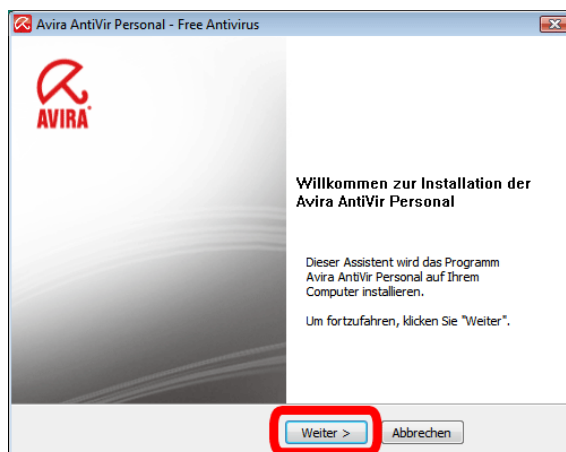 Avira AntiVir Personal - Free Antivirus
AVIRA
Willkommen zur Installation der
Avira AntiVir Personal
Dieser Assistent wird das Programm
Avira AntiVir Personal auf Ihrem
Computer installieren.
Um fortzufahren, klicken Sie "Weiter".
Weiter >
Abbrechen